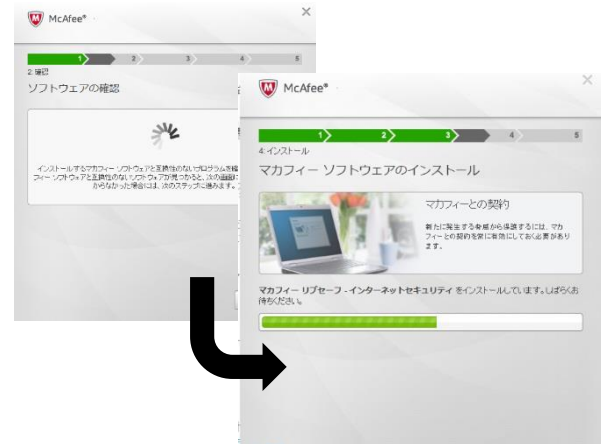 McAfee®
1 2 3 4 5
2: 確認
ソフトウェアの確認
インストールするマカフィー ソフトウェアと互換性のないプログラムを
フィー ソフトウェアと互換性のないソフトウェアが見つかると、次の画面に
からなかった場合には、次のステップに進みます。
McAfee®
1 2 3 4 5
4: インストール
マカフィー ソフトウェアのインストール
マカフィーとの契約
新たに発生する脅威から保護するには、マカ
フィーとの契約を常に有効にしておく必要があり
ます。
マカフィー リブセーフ - インターネットセキュリティ をインストールしています。しばらくお
待ちください。